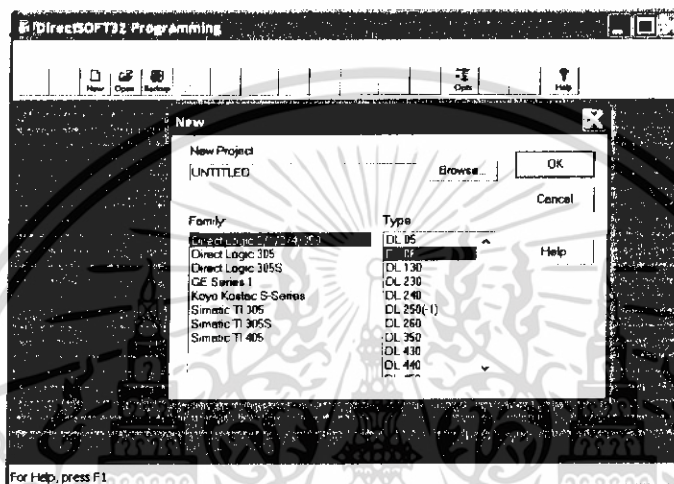 DirectSOFT32 Programming
New Open Backup Opts Help
New
New Project
UNTITLED
Browse...
OK
Cancel
Help
Family
Direct Logic
Direct Logic 305
Direct Logic 305S
GE Series 1
Koyo Kostac S-Series
Simatic TI 305
Simatic TI 305S
Simatic TI 405
Type
DL 05
DL 130
DL 230
DL 240
DL 250(-1)
DL 260
DL 350
DL 430
DL 440
For Help, press F1